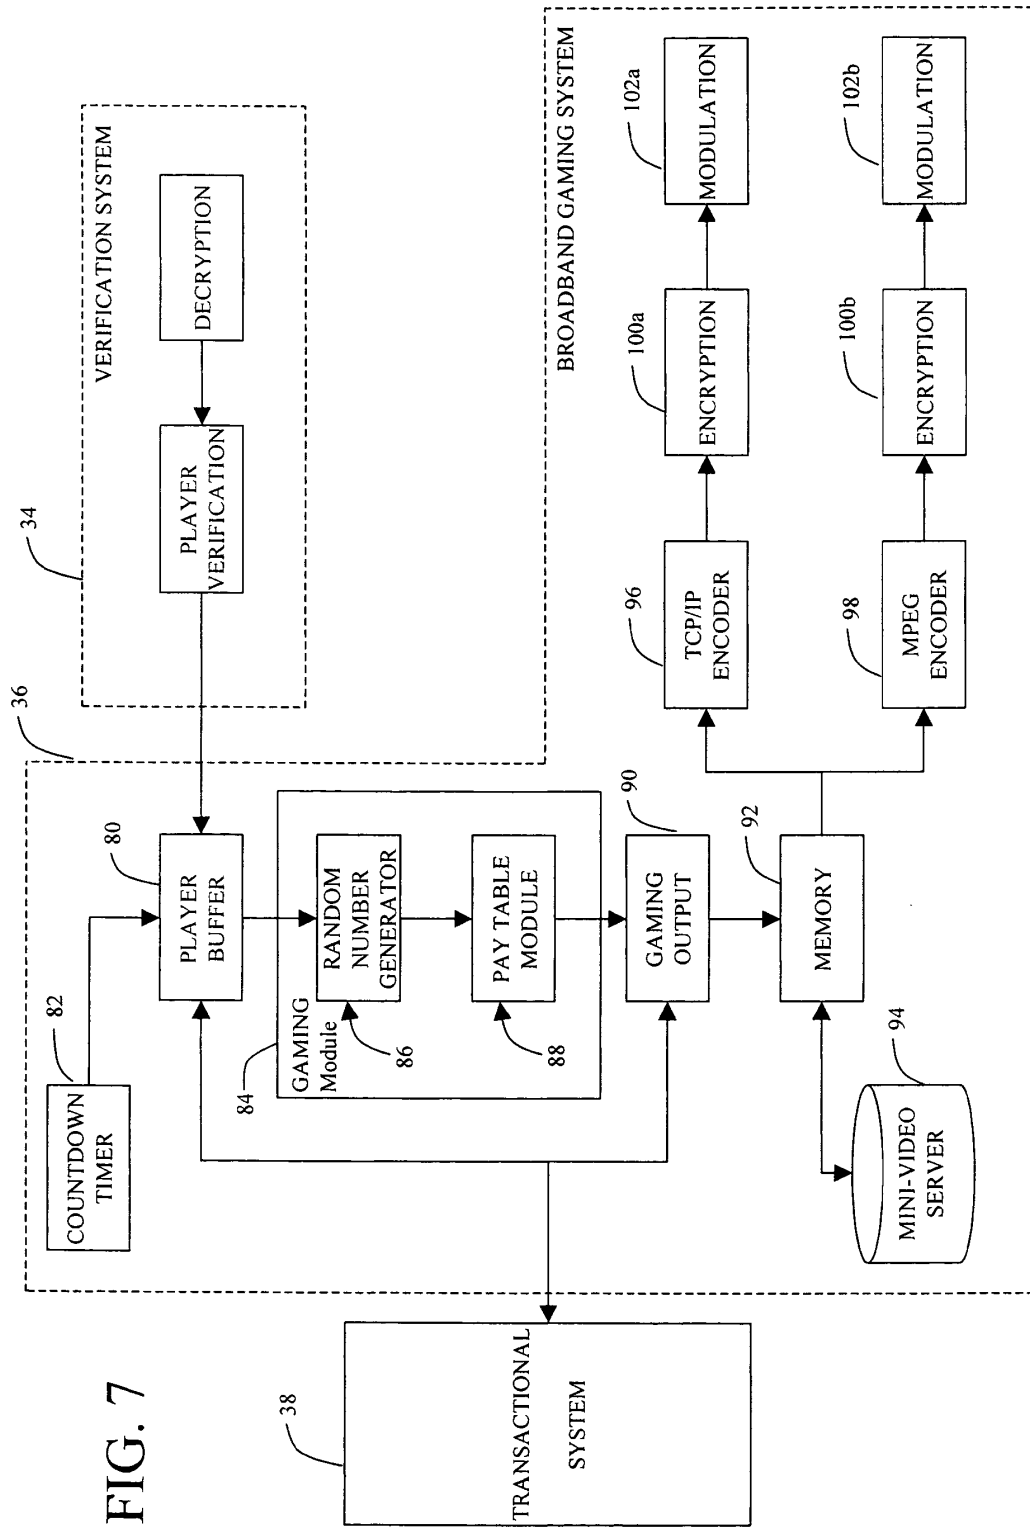 FIG. 7
38
TRANSACTIONAL
SYSTEM
36
82
COUNTDOWN
TIMER
80
PLAYER
BUFFER
34
VERIFICATION SYSTEM
PLAYER
VERIFICATION
DECRYPTION
84
GAMING
Module
RANDOM
NUMBER
GENERATOR
86
PAY TABLE
MODULE
88
90
GAMING
OUTPUT
92
MEMORY
94
MINI-VIDEO
SERVER
BROADBAND GAMING SYSTEM
96
TCP/IP
ENCODER
100a
ENCRYPTION
102a
MODULATION
98
MPEG
ENCODER
100b
ENCRYPTION
102b
MODULATION